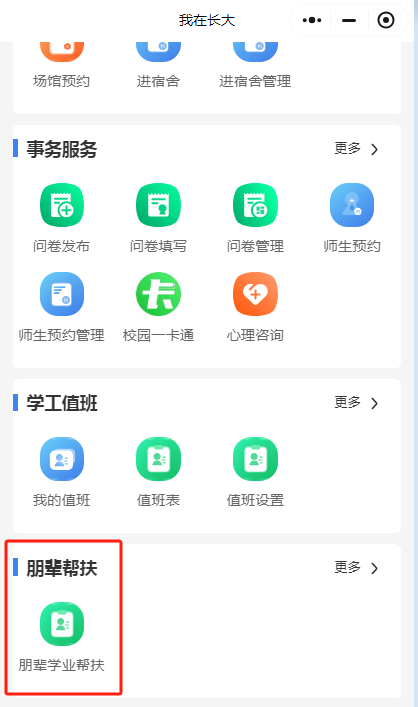 我在长大
场馆预约 进宿舍 进宿舍管理
事务服务 更多
问卷发布 问卷填写 问卷管理 师生预约
卡
师生预约管理 校园一卡通 心理咨询
学工值班 更多
我的值班 值班表 值班设置
朋辈帮扶 更多
朋辈学业帮扶